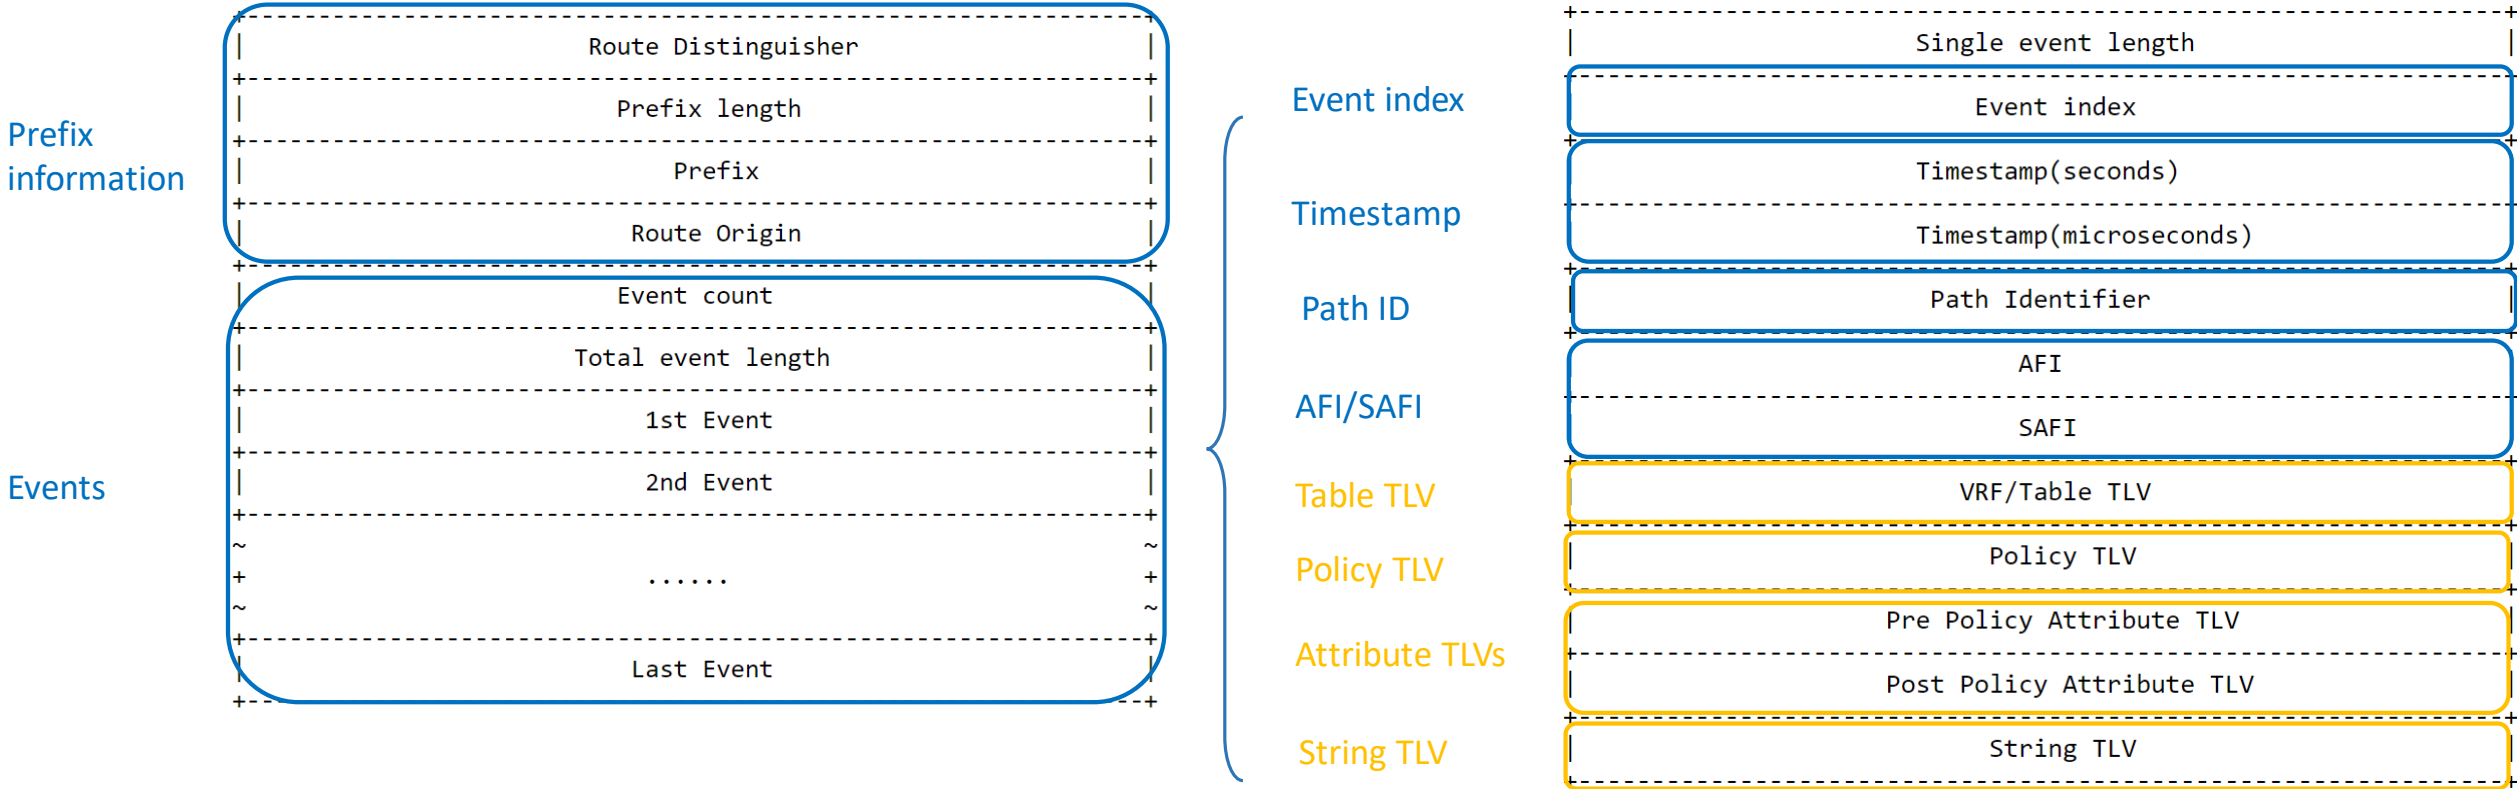 Prefix
information
Events
Route Distinguisher
Prefix length
Prefix
Route Origin
Event count
Total event length
1st Event
2nd Event
......
Last Event
Event index
Timestamp
Path ID
AFI/SAFI
Table TLV
Policy TLV
Attribute TLVs
String TLV
Single event length
Event index
Timestamp(seconds)
Timestamp(microseconds)
Path Identifier
AFI
SAFI
VRF/Table TLV
Policy TLV
Pre Policy Attribute TLV
Post Policy Attribute TLV
String TLV